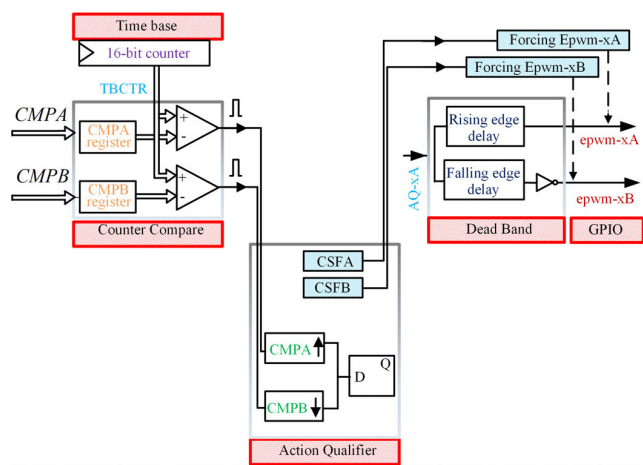 Time base
16-bit counter
TBCTR
CMPA
CMPA
register
+
-
CMPB
CMPB
register
+
-
Counter Compare
Forcing Epwm-xA
Forcing Epwm-xB
AQ-xA
Rising edge
delay
Falling edge
delay
epwm-xA
epwm-xB
Dead Band
GPIO
CSFA
CSFB
CMPA
CMPB
D
Q
Action Qualifier